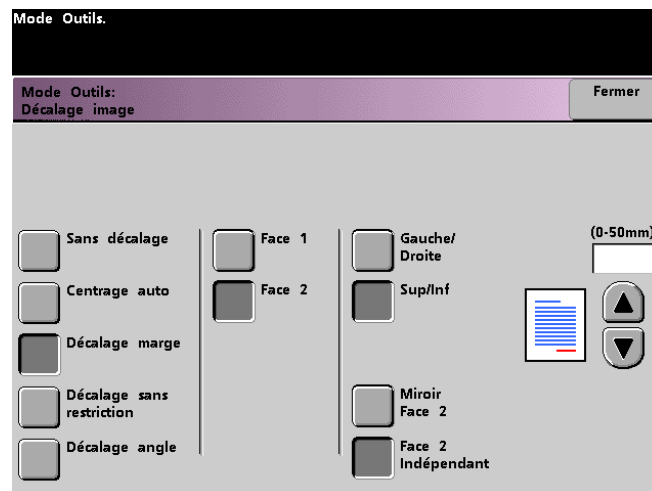 Mode Outils.
Mode Outils:
Décalage image
Fermer
Sans décalage
Centrage auto
Décalage marge
Décalage sans
restriction
Décalage angle
Face 1
Face 2
Gauche/
Droite
Sup/Inf
Miroir
Face 2
Face 2
Indépendant
(0-50mm)